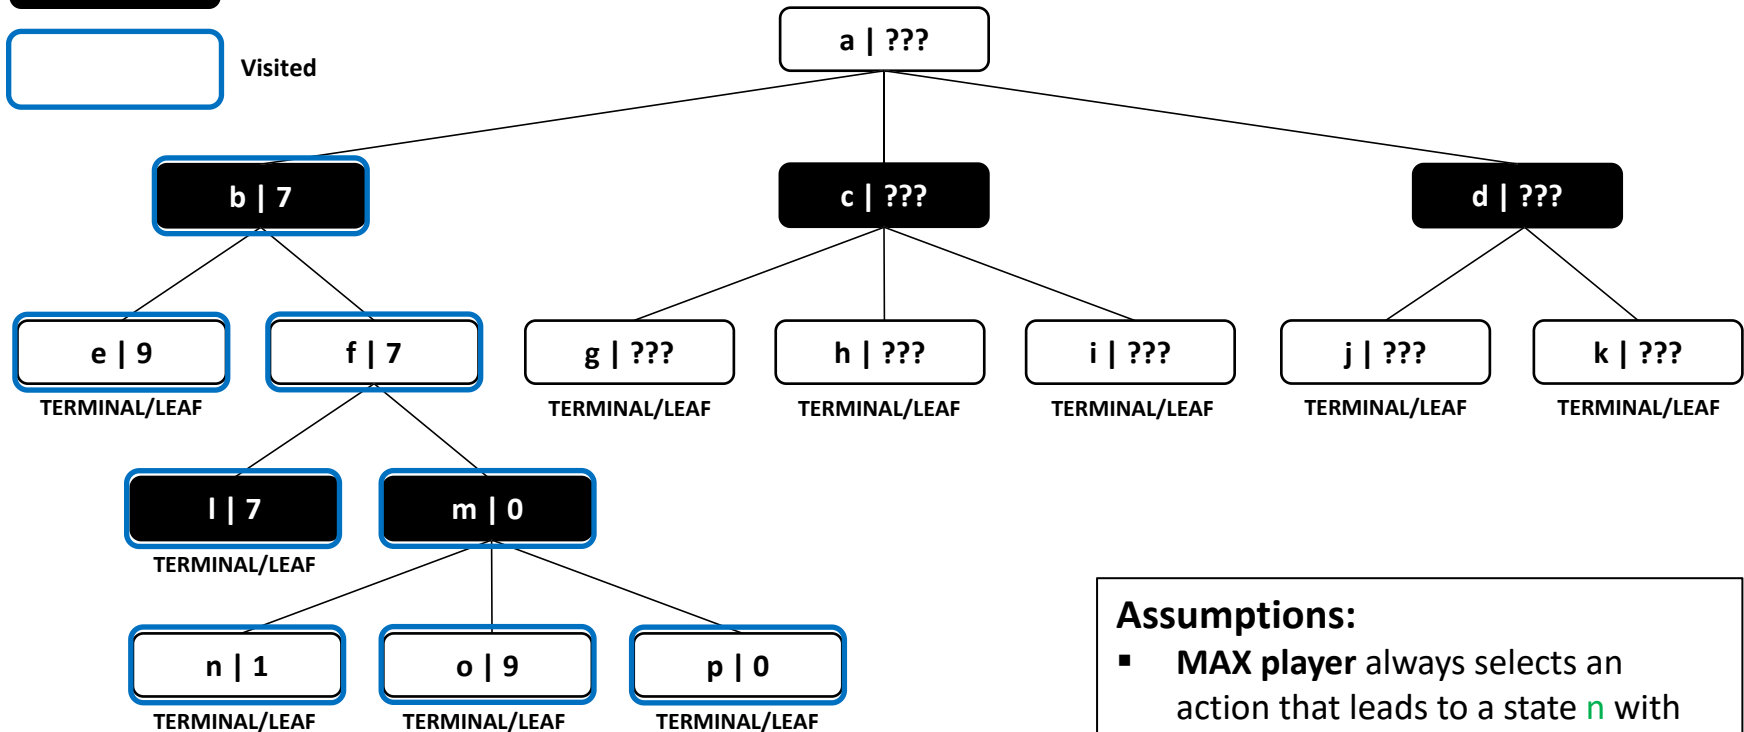 a | ???
Visited
b | 7
c | ???
d | ???
e | 9
f | 7
g | ???
h | ???
i | ???
j | ???
k | ???
TERMINAL/LEAF
TERMINAL/LEAF
TERMINAL/LEAF
TERMINAL/LEAF
TERMINAL/LEAF
TERMINAL/LEAF
l | 7
m | 0
TERMINAL/LEAF
n | 1
o | 9
p | 0
TERMINAL/LEAF
TERMINAL/LEAF
TERMINAL/LEAF
Assumptions:
▪ MAX player always selects an
action that leads to a state n with